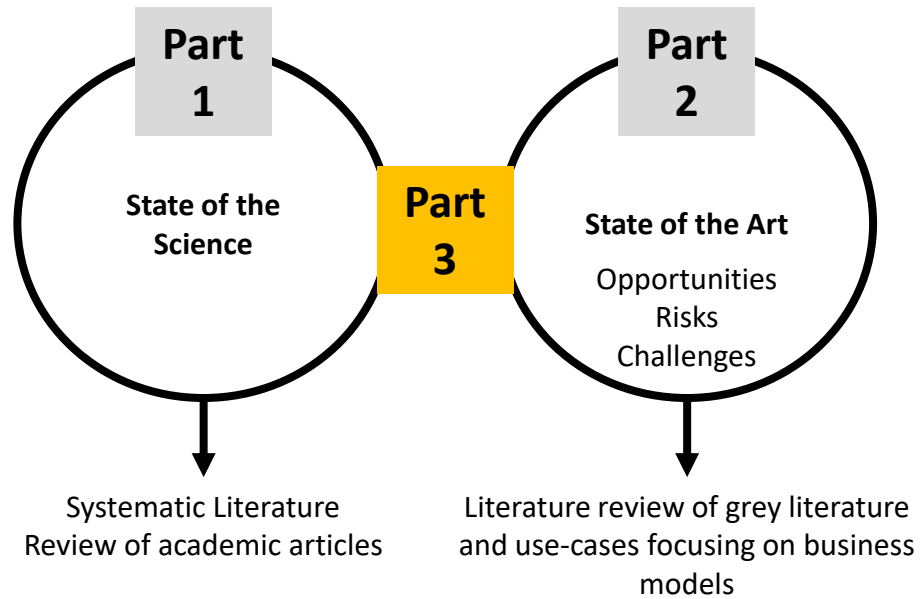 Part
1
State of the
Science
Systematic Literature
Review of academic articles
Part
3
Part
2
State of the Art
Opportunities
Risks
Challenges
Literature review of grey literature
and use-cases focusing on business
models